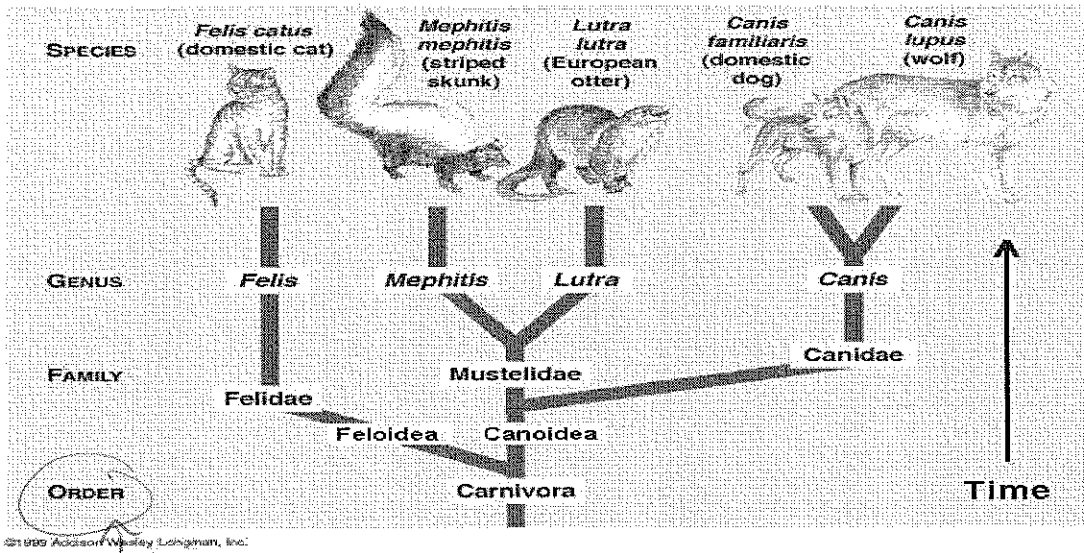 SPECIES
Felis catus
(domestic cat)
Mephitis
mephitis
(striped
skunk)
Lutra
lutra
(European
otter)
Canis
familiaris
(domestic
dog)
Canis
lupus
(wolf)
GENUS
Felis
Mephitis
Lutra
Canis
FAMILY
Felidae
Mustelidae
Canidae
Feloidea
Canoidea
ORDER
Carnivora
Time
©1999 Addison Wesley Longman, Inc.